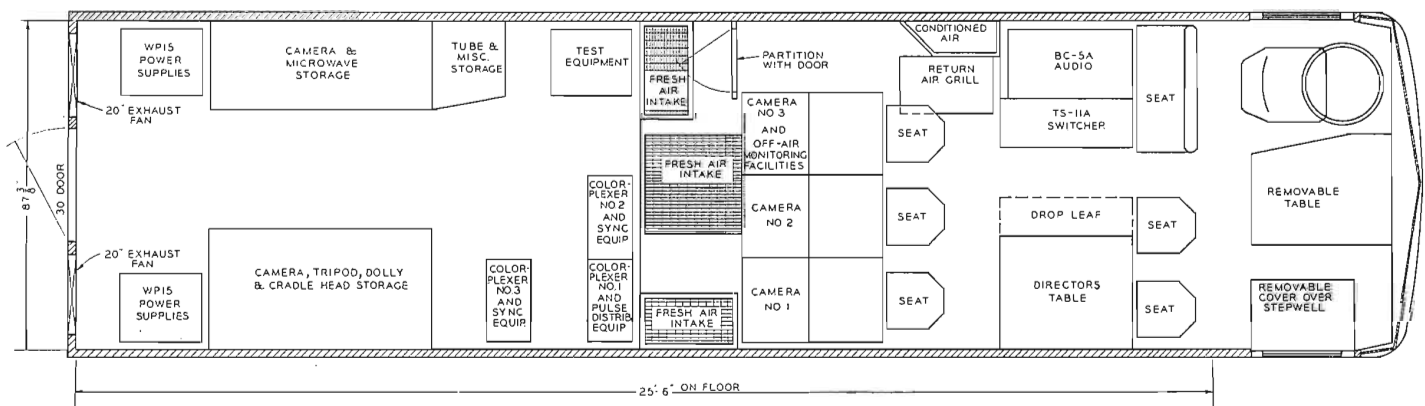 WP15
POWER
SUPPLIES
CAMERA &
MICROWAVE
STORAGE
TUBE &
MISC.
STORAGE
TEST
EQUIPMENT
FRESH
AIR
INTAKE
PARTITION
WITH DOOR
CONDITIONED
AIR
RETURN
AIR GRILL
BC-5A
AUDIO
TS-11A
SWITCHER
SEAT
20" EXHAUST
FAN
30 DOOR
87 3/8"
CAMERA
NO 3
AND
OFF-AIR
MONITORING
FACILITIES
SEAT
FRESH AIR
INTAKE
COLOR-
PLEXER
NO.2
AND
SYNC
EQUIP
CAMERA
NO 2
SEAT
DROP LEAF
SEAT
REMOVABLE
TABLE
20" EXHAUST
FAN
WP15
POWER
SUPPLIES
CAMERA, TRIPOD, DOLLY
& CRADLE HEAD STORAGE
COLOR-
PLEXER
NO.3
AND
SYNC
EQUIP.
COLOR-
PLEXER
NO.1
AND
PULSE
DISTRIB
EQUIP
FRESH AIR
INTAKE
CAMERA
NO 1
SEAT
DIRECTORS
TABLE
SEAT
REMOVABLE
COVER OVER
STEPWELL
25'-6" ON FLOOR